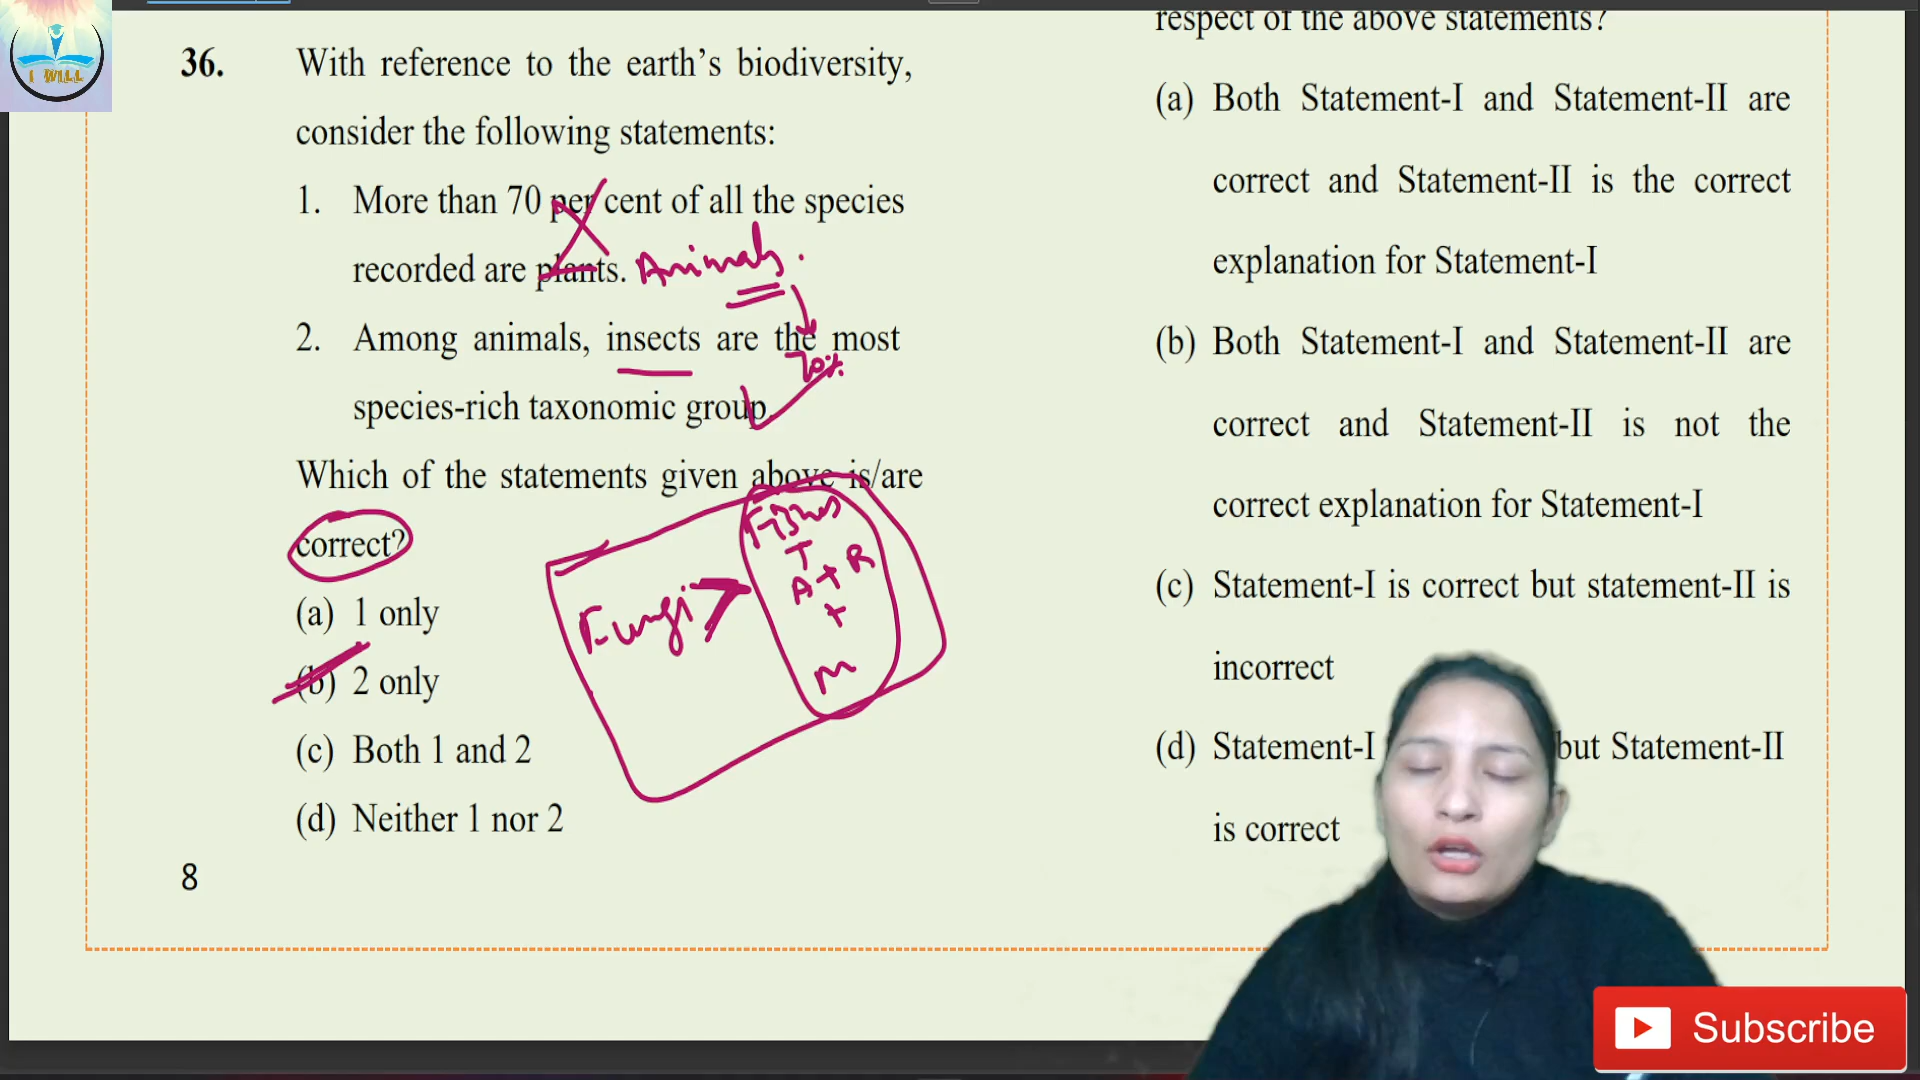 I WILL
36. With reference to the earth's biodiversity,
consider the following statements:
1. More than 70 per cent of all the species
recorded are plants. Animals.
2. Among animals, insects are the most
70%
species-rich taxonomic group.
Which of the statements given above is/are
correct?
Fishes
+
A + R
+
M
Fungi >
(a) 1 only
(b) 2 only
(c) Both 1 and 2
(d) Neither 1 nor 2
8
respect of the above statements?
(a) Both Statement-I and Statement-II are
correct and Statement-II is the correct
explanation for Statement-I
(b) Both Statement-I and Statement-II are
correct and Statement-II is not the
correct explanation for Statement-I
(c) Statement-I is correct but statement-II is
incorrect
(d) Statement-I but Statement-II
is correct
Subscribe